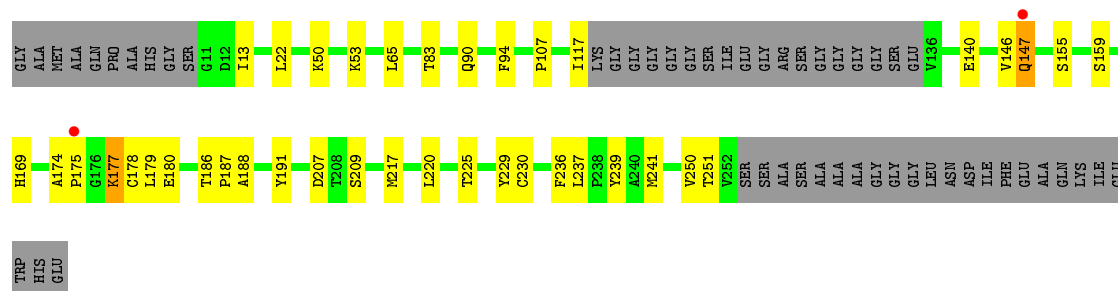 GLY ALA MET ALA GLN PRO ALA HIS GLY SER G11 D12 I13 L22 K50 K53 L65 T83 Q90 F94 P107 I117 LYS GLY GLY GLY GLY GLY SER ILE GLU GLY ARG SER GLY GLY GLY GLY SER GLU V136 E140 V146 Q147 S155 S159
H169 A174 P175 G176 K177 C178 L179 E180 T186 P187 A188 Y191 D207 T208 S209 M217 L220 T225 Y229 C230 F236 L237 P238 Y239 A240 M241 V250 T251 V252 SER SER ALA SER ALA ALA ALA GLY GLY GLY LEU ASN ASP ILE PHE GLU ALA GLN LYS ILE GLU
TRP HIS GLU